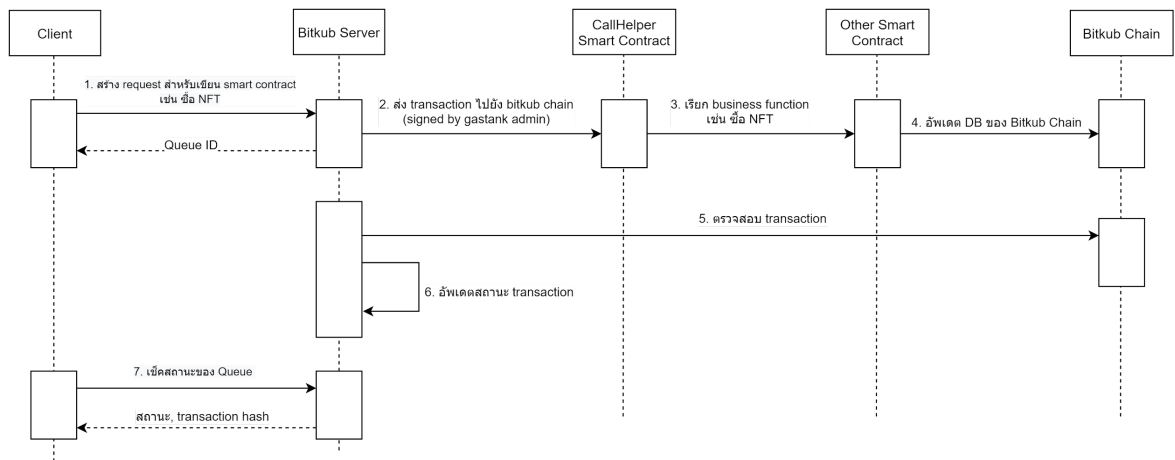 Client
Bitkub Server
CallHelper
Smart Contract
Other Smart
Contract
Bitkub Chain
1. สร้าง request สำหรับเขียน smart contract
เช่น ซื้อ NFT
2. ส่ง transaction ไปยัง bitkub chain
(signed by gastank admin)
3. เรียก business function
เช่น ซื้อ NFT
4. อัพเดต DB ของ Bitkub Chain
Queue ID
5. ตรวจสอบ transaction
6. อัพเดตสถานะ transaction
7. เช็คสถานะของ Queue
สถานะ, transaction hash